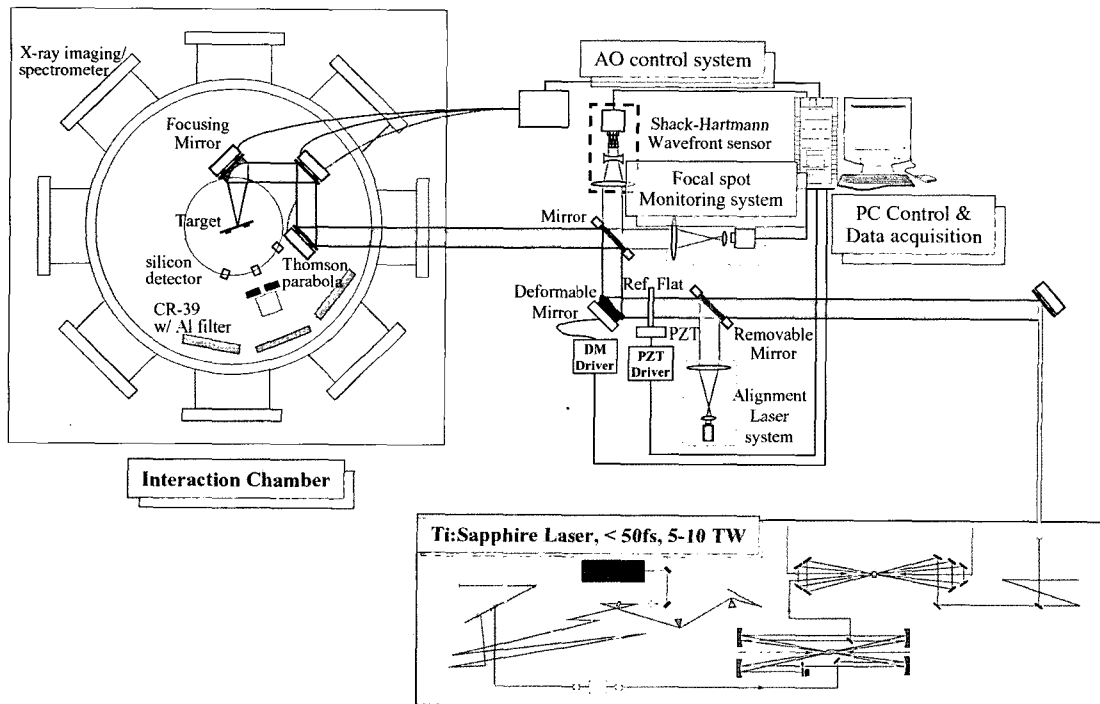 X-ray imaging/
spectrometer
Focusing
Mirror
Target
silicon
detector
Thomson
parabola
CR-39
w/ Al filter
Interaction Chamber
AO control system
Shack-Hartmann
Wavefront sensor
Focal spot
Monitoring system
PC Control &
Data acquisition
Mirror
Deformable
Mirror
Ref. Flat
PZT
Removable
Mirror
DM
Driver
PZT
Driver
Alignment
Laser
system
Ti:Sapphire Laser, < 50fs, 5-10 TW